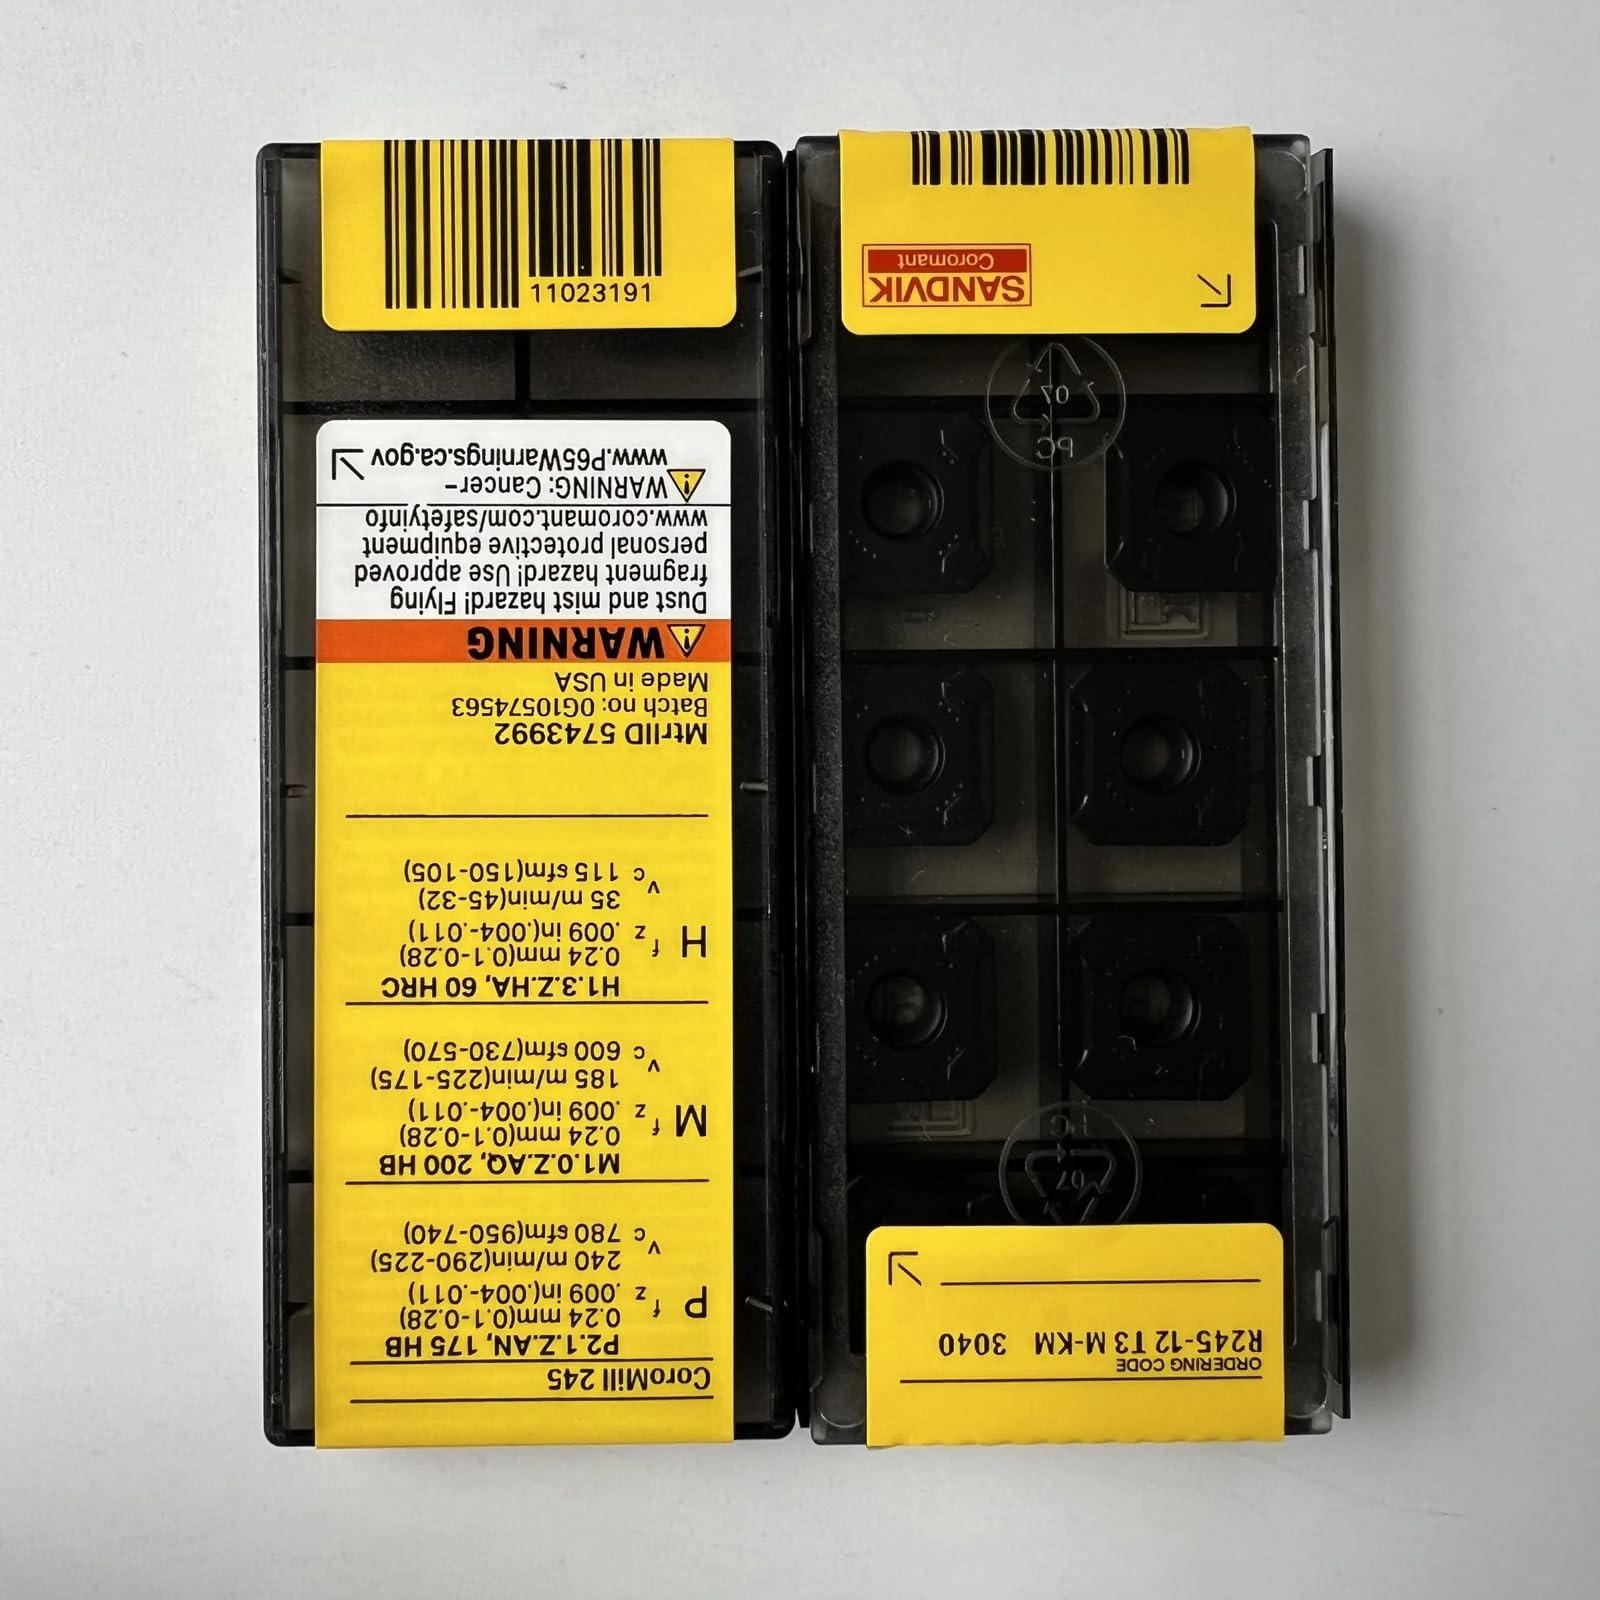 11023191
CoroMill 245
P2.1.Z.AN, 175 HB
P
f z 0.24 mm(0.1-0.28)
.009 in(.004-.011)
v c 240 m/min(290-225)
780 sfm(950-740)
M1.0.Z.AQ, 200 HB
M
f z 0.24 mm(0.1-0.28)
.009 in(.004-.011)
v c 185 m/min(225-175)
600 sfm(730-570)
H1.3.Z.HA, 60 HRC
H
f z 0.24 mm(0.1-0.28)
.009 in(.004-.011)
v c 35 m/min(45-32)
115 sfm(150-105)
MtrlID 5743992
Batch no: 0G10574563
Made in USA
WARNING
Dust and mist hazard! Flying
fragment hazard! Use approved
personal protective equipment
www.coromant.com/safetyinfo
WARNING: Cancer-
www.P65Warnings.ca.gov
ORDERING CODE
R245-12 T3 M-KM 3040
07
PC
07
PC
SANDVIK
Coromant